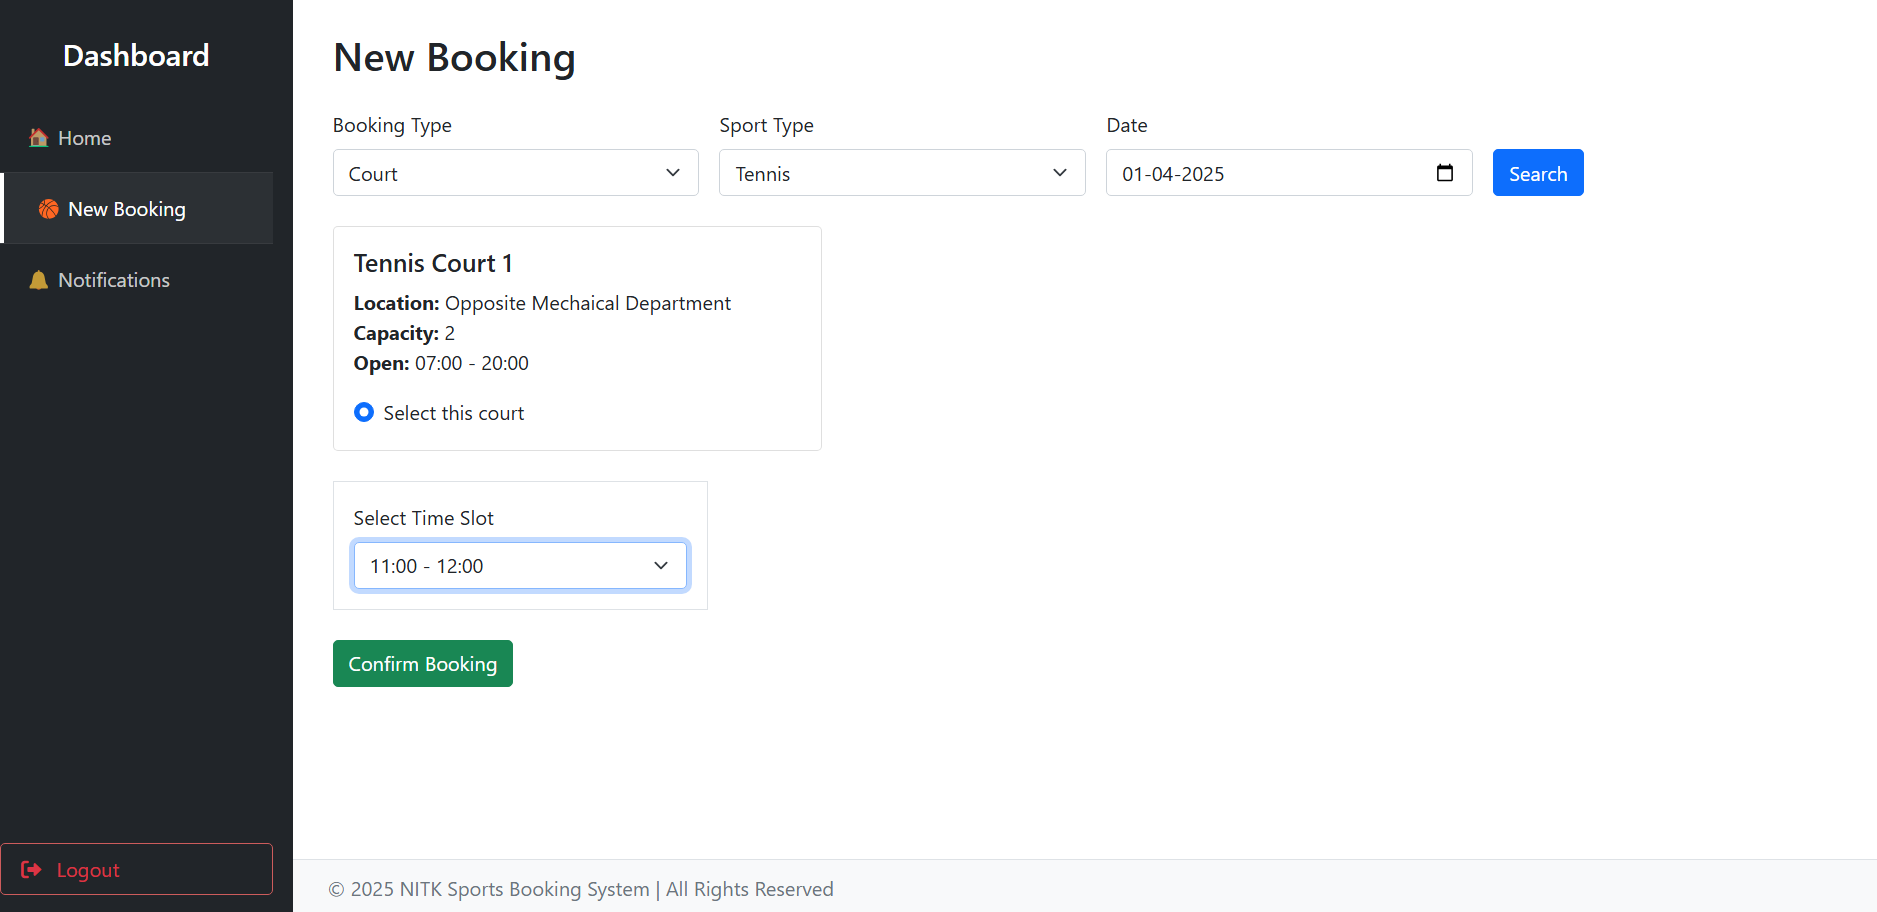 Dashboard
Home
New Booking
Notifications
Logout
New Booking
Booking Type
Sport Type
Date
Court
Tennis
01-04-2025
Search
Tennis Court 1
Location: Opposite Mechaical Department
Capacity: 2
Open: 07:00 - 20:00
Select this court
Select Time Slot
11:00 - 12:00
Confirm Booking
© 2025 NITK Sports Booking System | All Rights Reserved